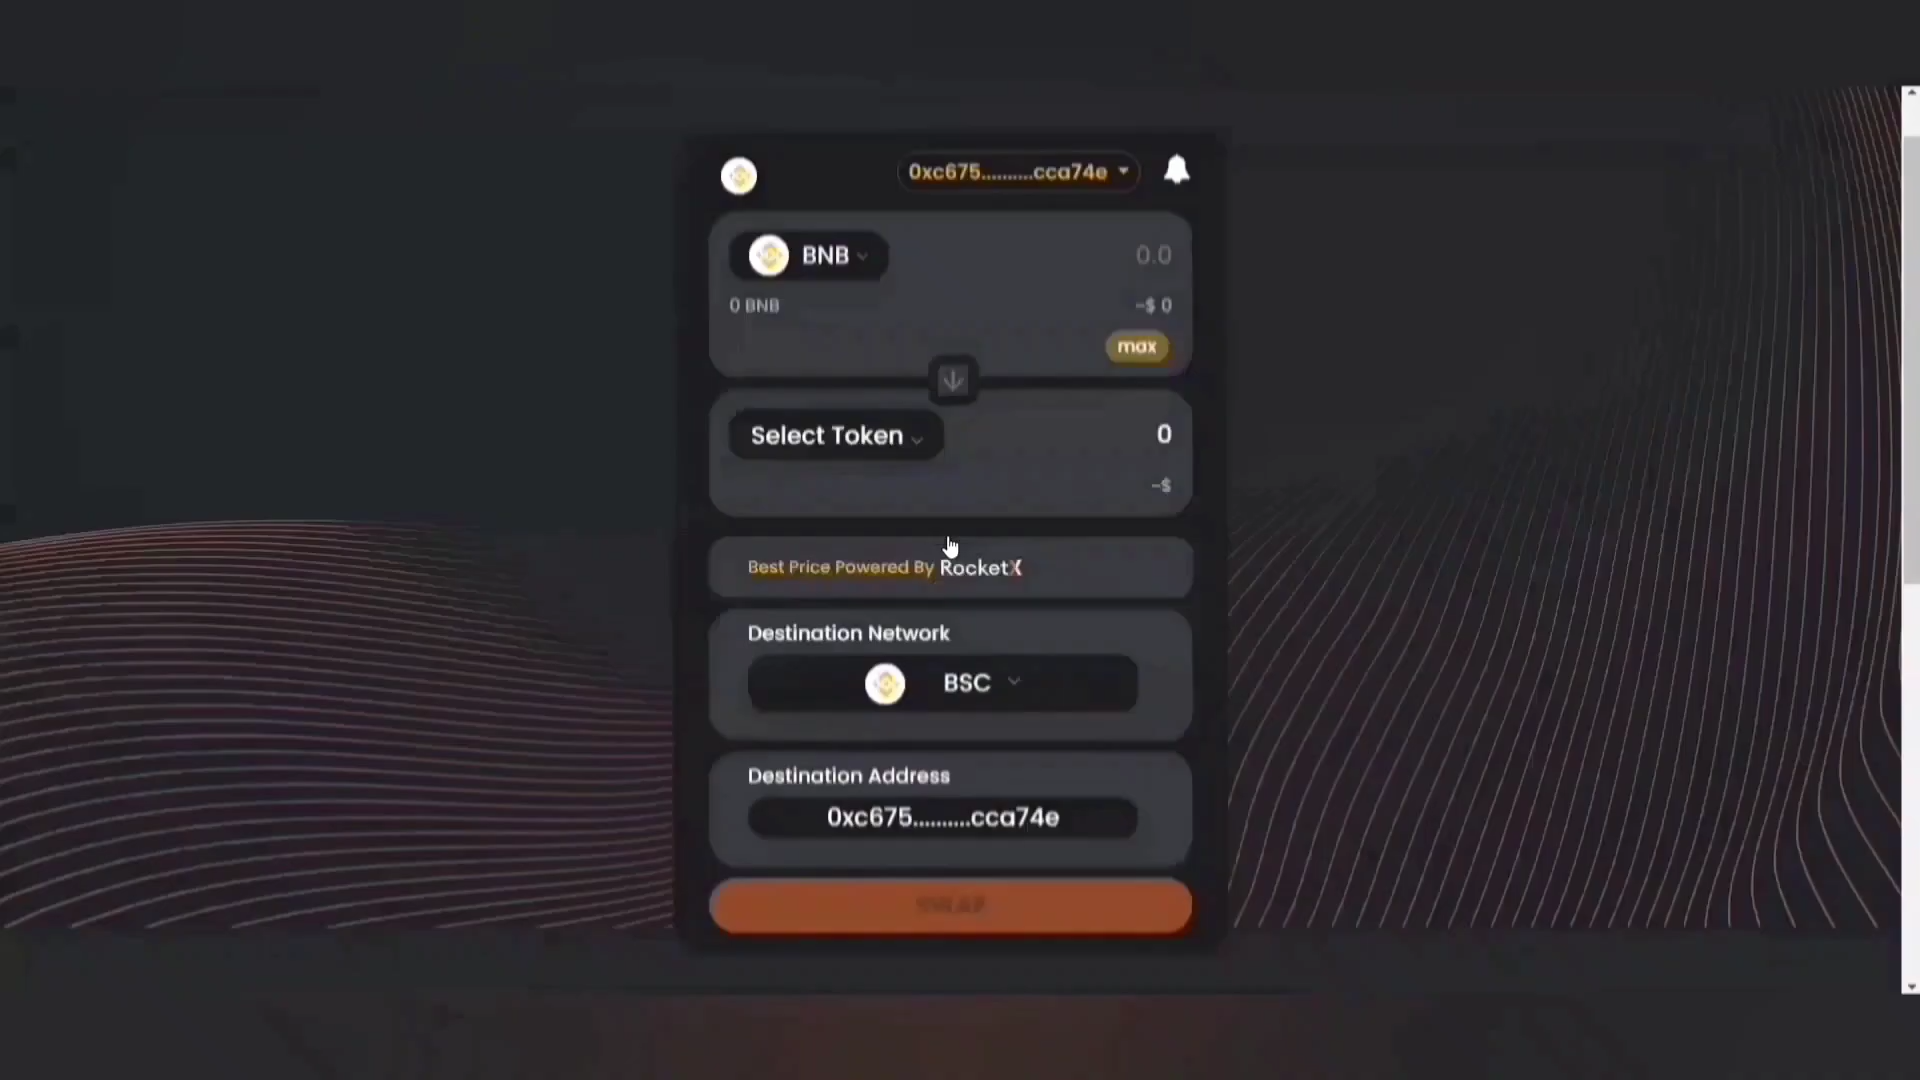 0xc675..........cca74e
BNB
0.0
0 BNB
~$ 0
max
Select Token
0
~$
Best Price Powered By RocketX
Destination Network
BSC
Destination Address
0xc675..........cca74e